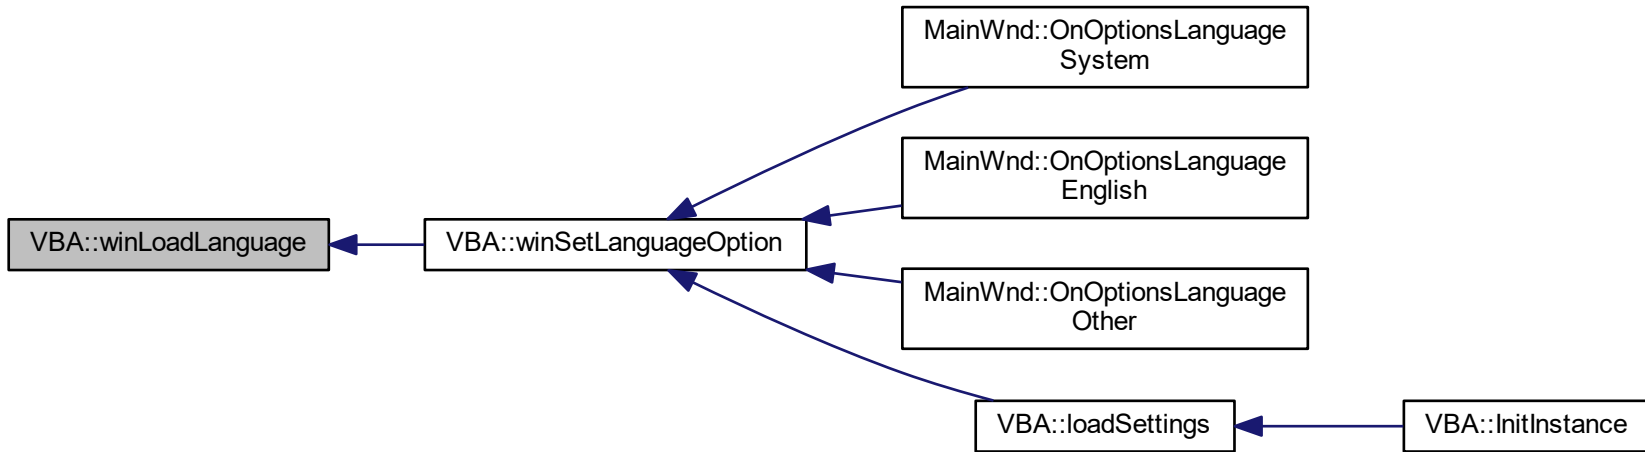 MainWnd::OnOptionsLanguage
System
MainWnd::OnOptionsLanguage
English
VBA::winLoadLanguage
VBA::winSetLanguageOption
MainWnd::OnOptionsLanguage
Other
VBA::loadSettings
VBA::InitInstance